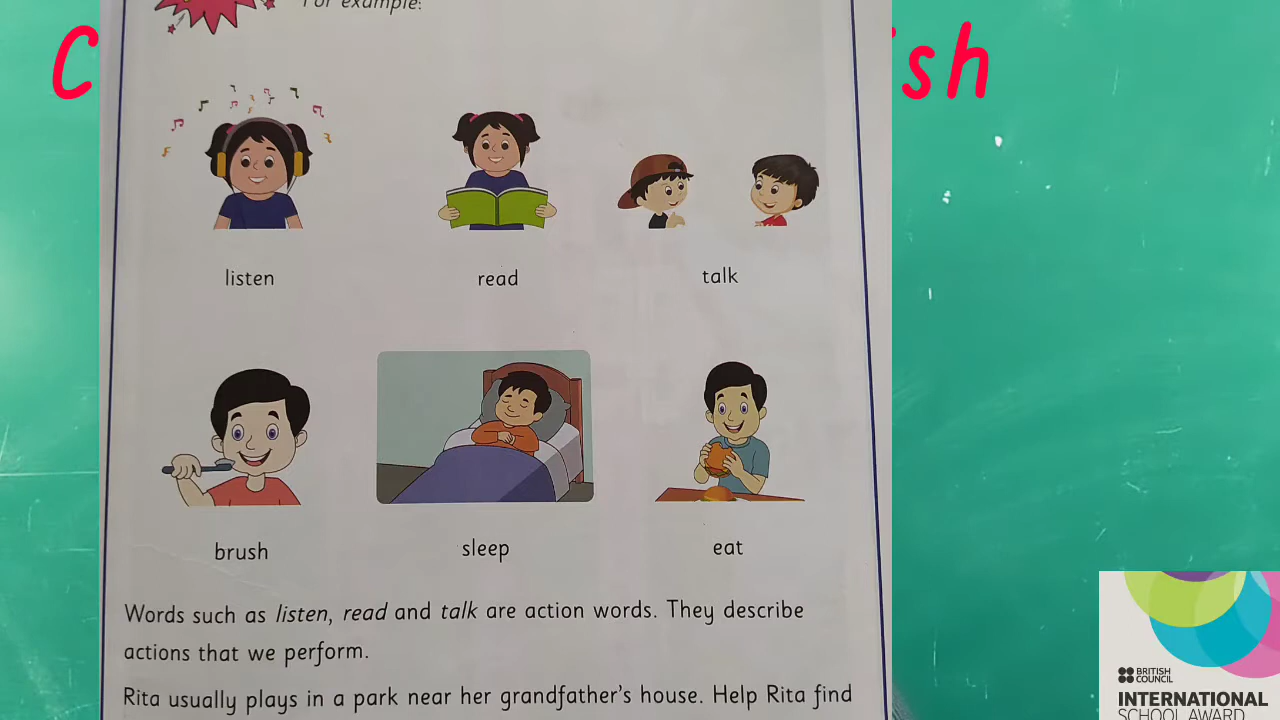 For example:
C
ish
listen
read
talk
brush
sleep
eat
Words such as listen, read and talk are action words. They describe
actions that we perform.
Rita usually plays in a park near her grandfather's house. Help Rita find
BRITISH
COUNCIL
INTERNATIONAL
SCHOOL AWARD